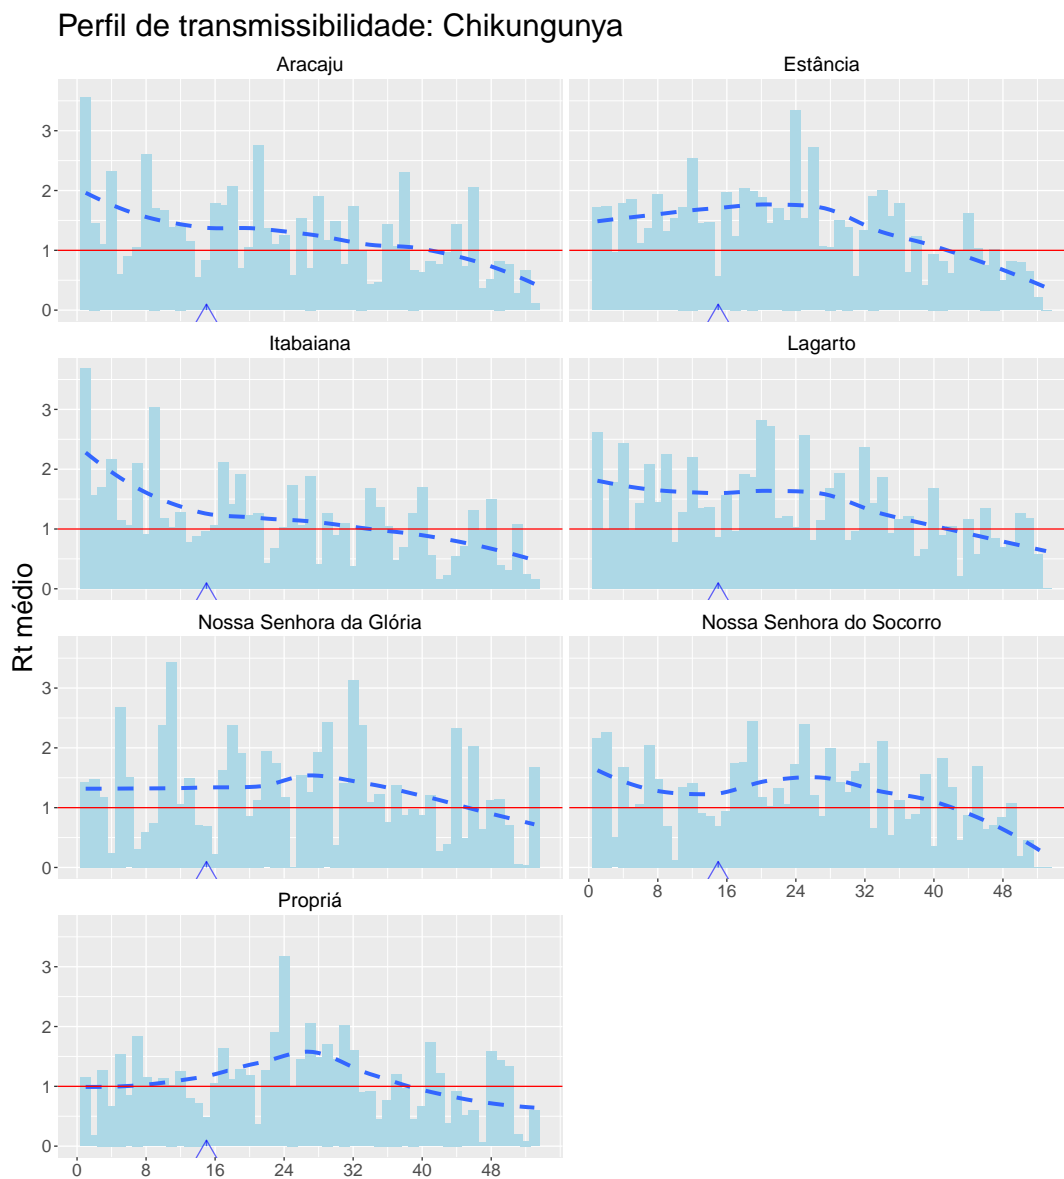 Perfil de transmissibilidade: Chikungunya
Aracaju
Estância
3
2
1
0
Itabaiana
Lagarto
3
2
1
0
Rt médio
Nossa Senhora da Glória
Nossa Senhora do Socorro
3
2
1
0
0 8 16 24 32 40 48
Propriá
3
2
1
0
0 8 16 24 32 40 48